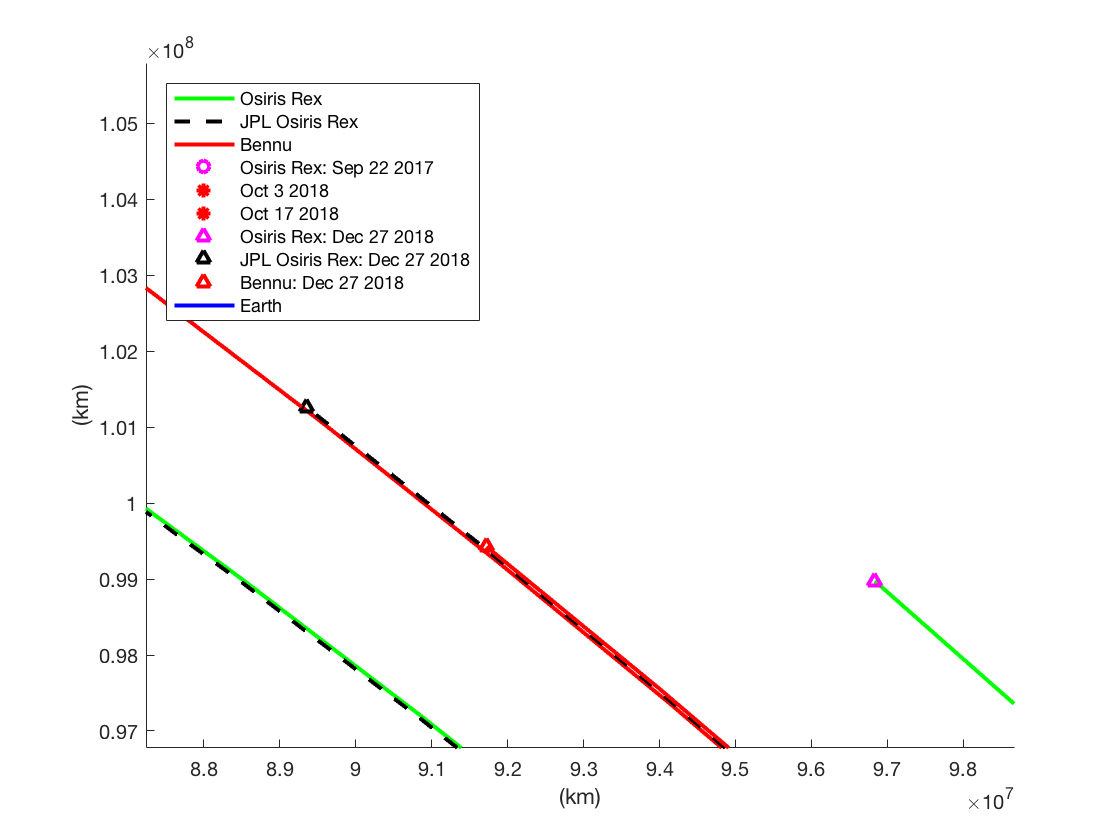 ×10^8
Osiris Rex
JPL Osiris Rex
Bennu
Osiris Rex: Sep 22 2017
Oct 3 2018
Oct 17 2018
Osiris Rex: Dec 27 2018
JPL Osiris Rex: Dec 27 2018
Bennu: Dec 27 2018
Earth
1.05
1.04
1.03
1.02
1.01
1
0.99
0.98
0.97
(km)
8.8 8.9 9 9.1 9.2 9.3 9.4 9.5 9.6 9.7 9.8
(km)
×10^7